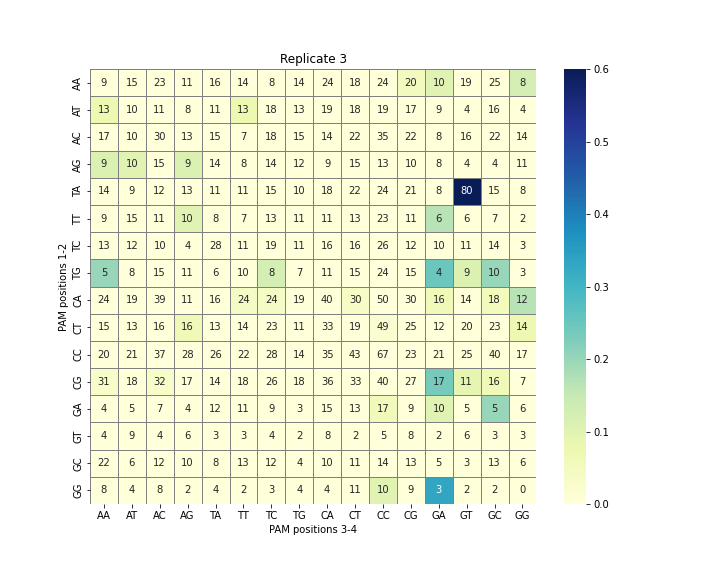 Replicate 3
AA 9 15 23 11 16 14 8 14 24 18 24 20 10 19 25 8
AT 13 10 11 8 11 13 18 13 19 18 19 17 9 4 16 4
AC 17 10 30 13 15 7 18 15 14 22 35 22 8 16 22 14
AG 9 10 15 9 14 8 14 12 9 15 13 10 8 4 4 11
TA 14 9 12 13 11 11 15 10 18 22 24 21 8 80 15 8
TT 9 15 11 10 8 7 13 11 11 13 23 11 6 6 7 2
TC 13 12 10 4 28 11 19 11 16 16 26 12 10 11 14 3
TG 5 8 15 11 6 10 8 7 11 15 24 15 4 9 10 3
CA 24 19 39 11 16 24 24 19 40 30 50 30 16 14 18 12
CT 15 13 16 16 13 14 23 11 33 19 49 25 12 20 23 14
CC 20 21 37 28 26 22 28 14 35 43 67 23 21 25 40 17
CG 31 18 32 17 14 18 26 18 36 33 40 27 17 11 16 7
GA 4 5 7 4 12 11 9 3 15 13 17 9 10 5 5 6
GT 4 9 4 6 3 3 4 2 8 2 5 8 2 6 3 3
GC 22 6 12 10 8 13 12 4 10 11 14 13 5 3 13 6
GG 8 4 8 2 4 2 3 4 4 11 10 9 3 2 2 0
AA AT AC AG TA TT TC TG CA CT CC CG GA GT GC GG
PAM positions 3-4
PAM positions 1-2
0.6
0.5
0.4
0.3
0.2
0.1
0.0